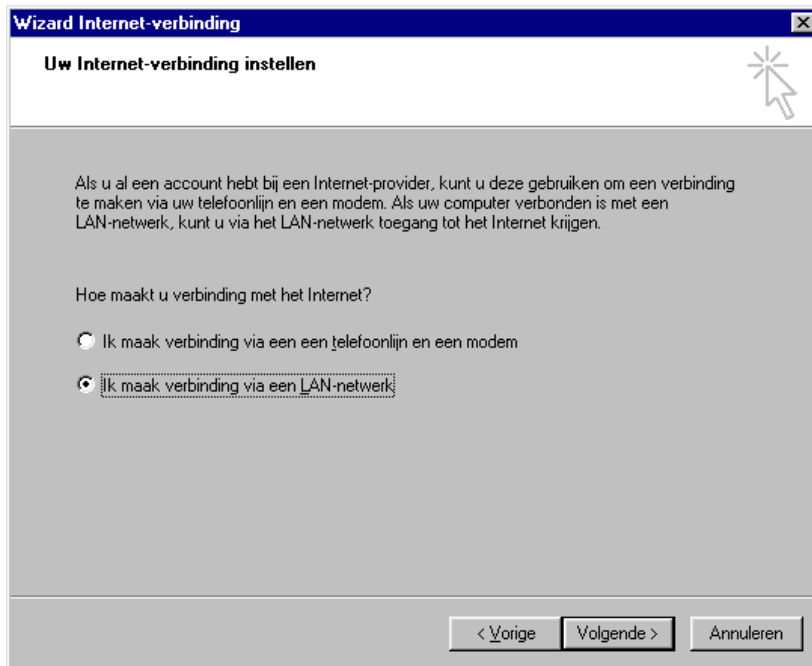 Wizard Internet-verbinding
Uw Internet-verbinding instellen
Als u al een account hebt bij een Internet-provider, kunt u deze gebruiken om een verbinding
te maken via uw telefoonlijn en een modem. Als uw computer verbonden is met een
LAN-netwerk, kunt u via het LAN-netwerk toegang tot het Internet krijgen.
Hoe maakt u verbinding met het Internet?
Ik maak verbinding via een een telefoonlijn en een modem
Ik maak verbinding via een LAN-netwerk
< Vorige
Volgende >
Annuleren